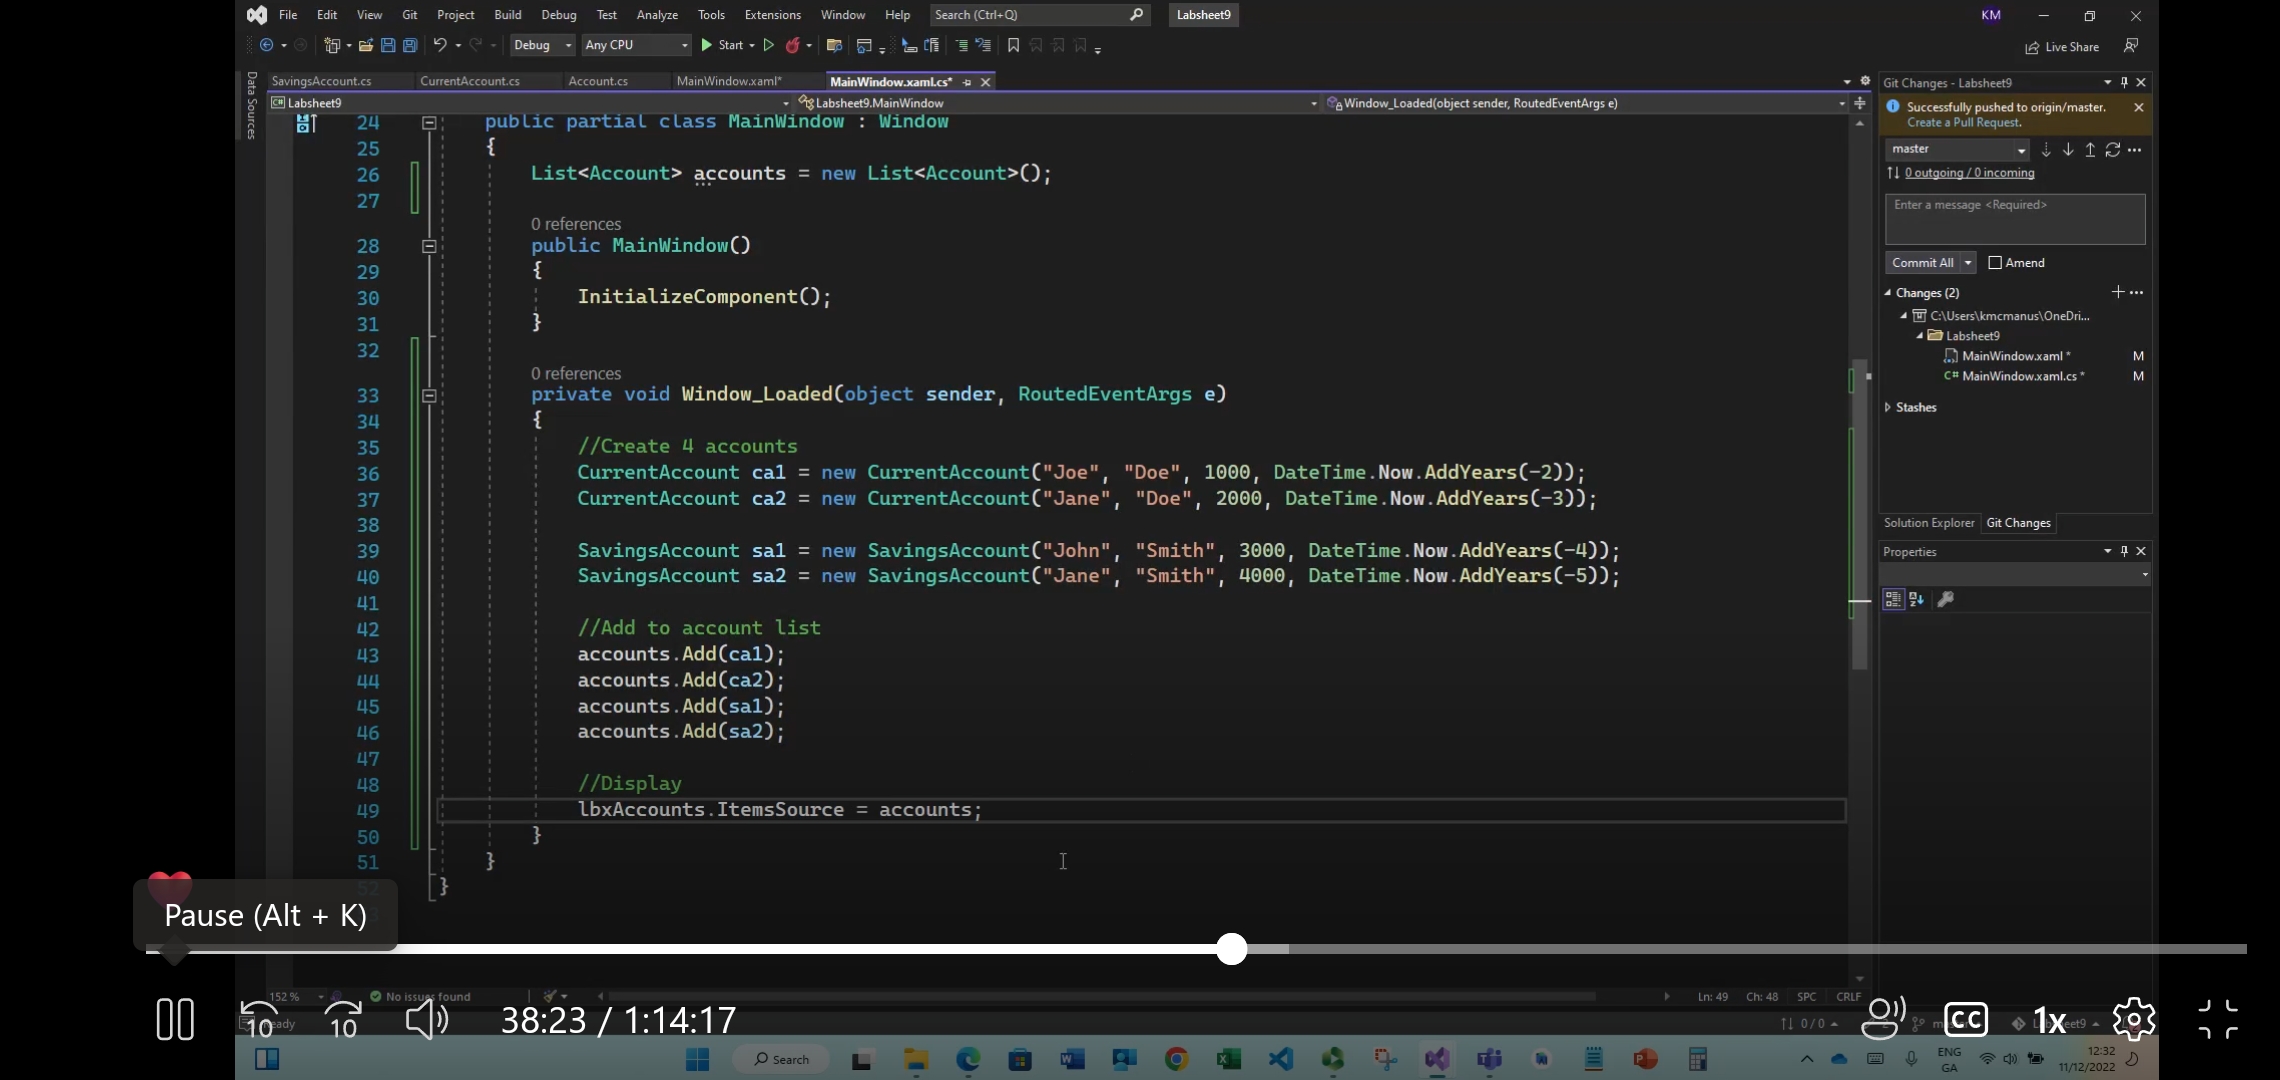 File Edit View Git Project Build Debug Test Analyze Tools Extensions Window Help Search (Ctrl+Q) Labsheet9 KM
Debug Any CPU Start Live Share
Data Sources
SavingsAccount.cs CurrentAccount.cs Account.cs MainWindow.xaml* MainWindow.xaml.cs*
Labsheet9 Labsheet9.MainWindow Window_Loaded(object sender, RoutedEventArgs e)
24 public partial class MainWindow : Window
25 {
26 List<Account> accounts = new List<Account>();
27
0 references
28 public MainWindow()
29 {
30 InitializeComponent();
31 }
32
0 references
33 private void Window_Loaded(object sender, RoutedEventArgs e)
34 {
35 //Create 4 accounts
36 CurrentAccount ca1 = new CurrentAccount("Joe", "Doe", 1000, DateTime.Now.AddYears(-2));
37 CurrentAccount ca2 = new CurrentAccount("Jane", "Doe", 2000, DateTime.Now.AddYears(-3));
38
39 SavingsAccount sa1 = new SavingsAccount("John", "Smith", 3000, DateTime.Now.AddYears(-4));
40 SavingsAccount sa2 = new SavingsAccount("Jane", "Smith", 4000, DateTime.Now.AddYears(-5));
41
42 //Add to account list
43 accounts.Add(ca1);
44 accounts.Add(ca2);
45 accounts.Add(sa1);
46 accounts.Add(sa2);
47
48 //Display
49 lbxAccounts.ItemsSource = accounts;
50 }
51 }
52 }
Git Changes - Labsheet9
Successfully pushed to origin/master.
Create a Pull Request.
master
0 outgoing / 0 incoming
Enter a message <Required>
Commit All Amend
Changes (2)
C:\Users\kmcmanus\OneDri...
Labsheet9
MainWindow.xaml * M
C# MainWindow.xaml.cs * M
Stashes
Solution Explorer Git Changes
Properties
Pause (Alt + K)
152 % No issues found Ln: 49 Ch: 48 SPC CRLF
10 10 38:23 / 1:14:17 0 / 0 CC 1x
Search ENG GA 12:32 11/12/2022